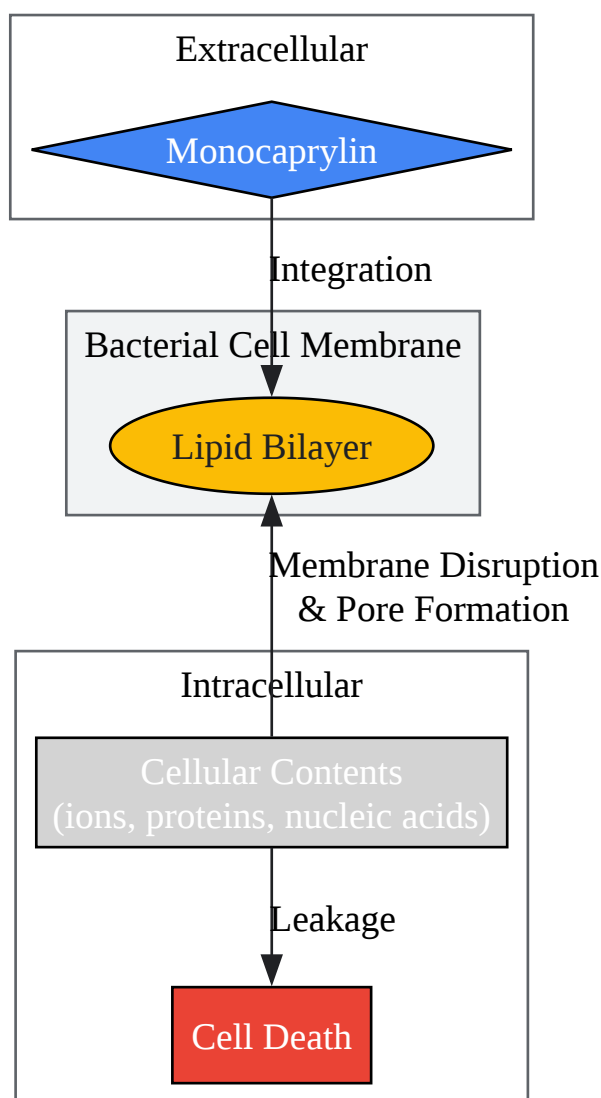 Extracellular
Monocaprylin
Integration
Bacterial Cell Membrane
Lipid Bilayer
Membrane Disruption
& Pore Formation
Intracellular
Cellular Contents
(ions, proteins, nucleic acids)
Leakage
Cell Death